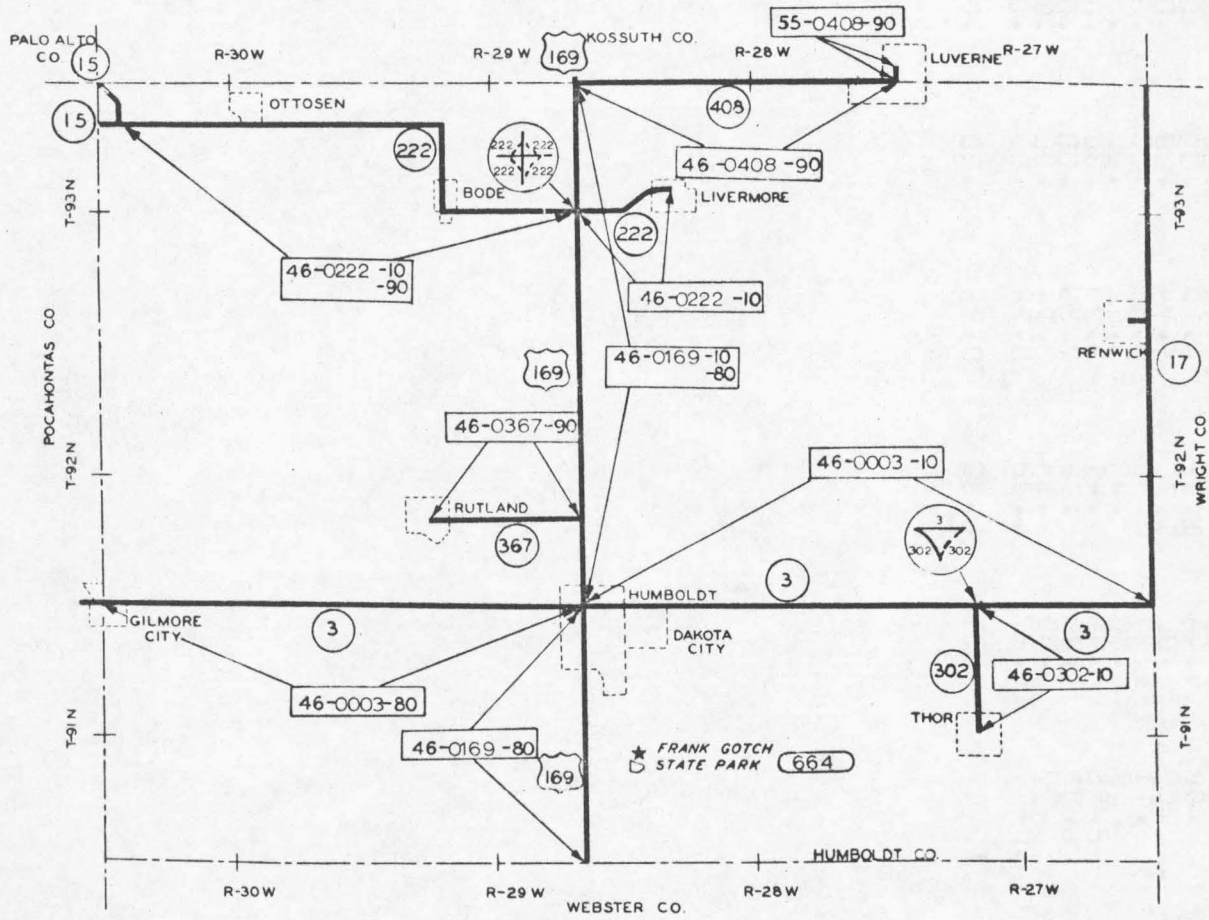 55-0408-90
PALO ALTO
CO.
15
R-30 W
R-29 W
169
KOSSUTH CO.
R-28 W
LUVERNE
R-27W
OTTOSEN
408
15
222
222 222
222 222
46-0408-90
BODE
LIVERMORE
T-93 N
T-93 N
222
46-0222-10
-90
46-0222-10
POCAHONTAS CO.
169
46-0169-10
-80
RENWICK
17
46-0367-90
T-92 N
46-0003-10
T-92 N
WRIGHT CO
RUTLAND
367
3
302 302
3
HUMBOLDT
GILMORE
CITY
3
DAKOTA
CITY
3
302
46-0302-10
46-0003-80
THOR
T-91 N
46-0169-80
169
FRANK GOTCH
STATE PARK
664
T-91 N
HUMBOLDT CO.
R-30W
R-29 W
R-28 W
R-27W
WEBSTER CO.